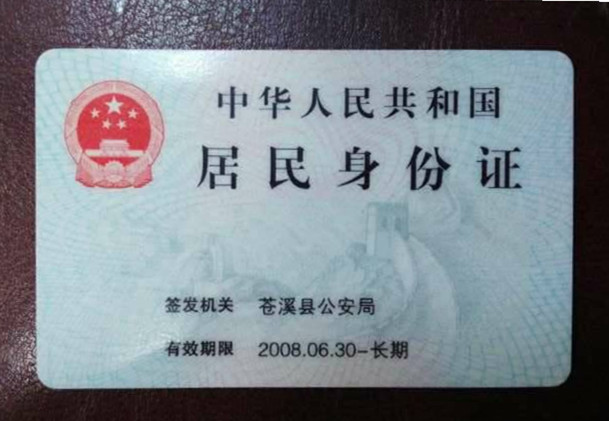 中华人民共和国
居民身份证
签发机关 苍溪县公安局
有效期限 2008.06.30-长期